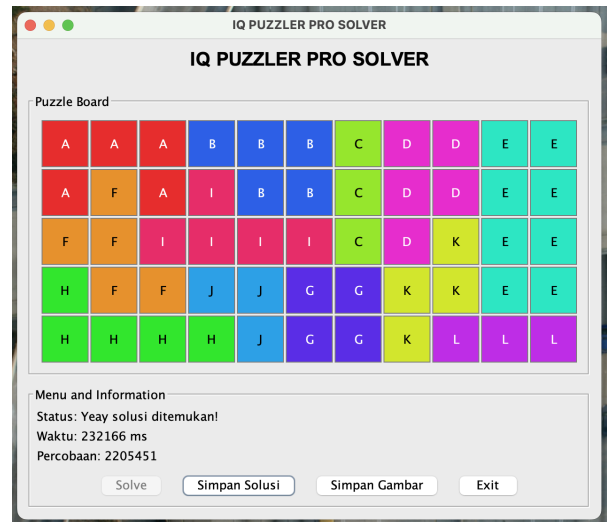 IQ PUZZLER PRO SOLVER
IQ PUZZLER PRO SOLVER
Puzzle Board
A A A B B B C D D E E
A F A I B B C D D E E
F F I I I I C D K E E
H F F J J G G K K E E
H H H H J G G K L L L
Menu and Information
Status: Yeay solusi ditemukan!
Waktu: 232166 ms
Percobaan: 2205451
Solve Simpan Solusi Simpan Gambar Exit